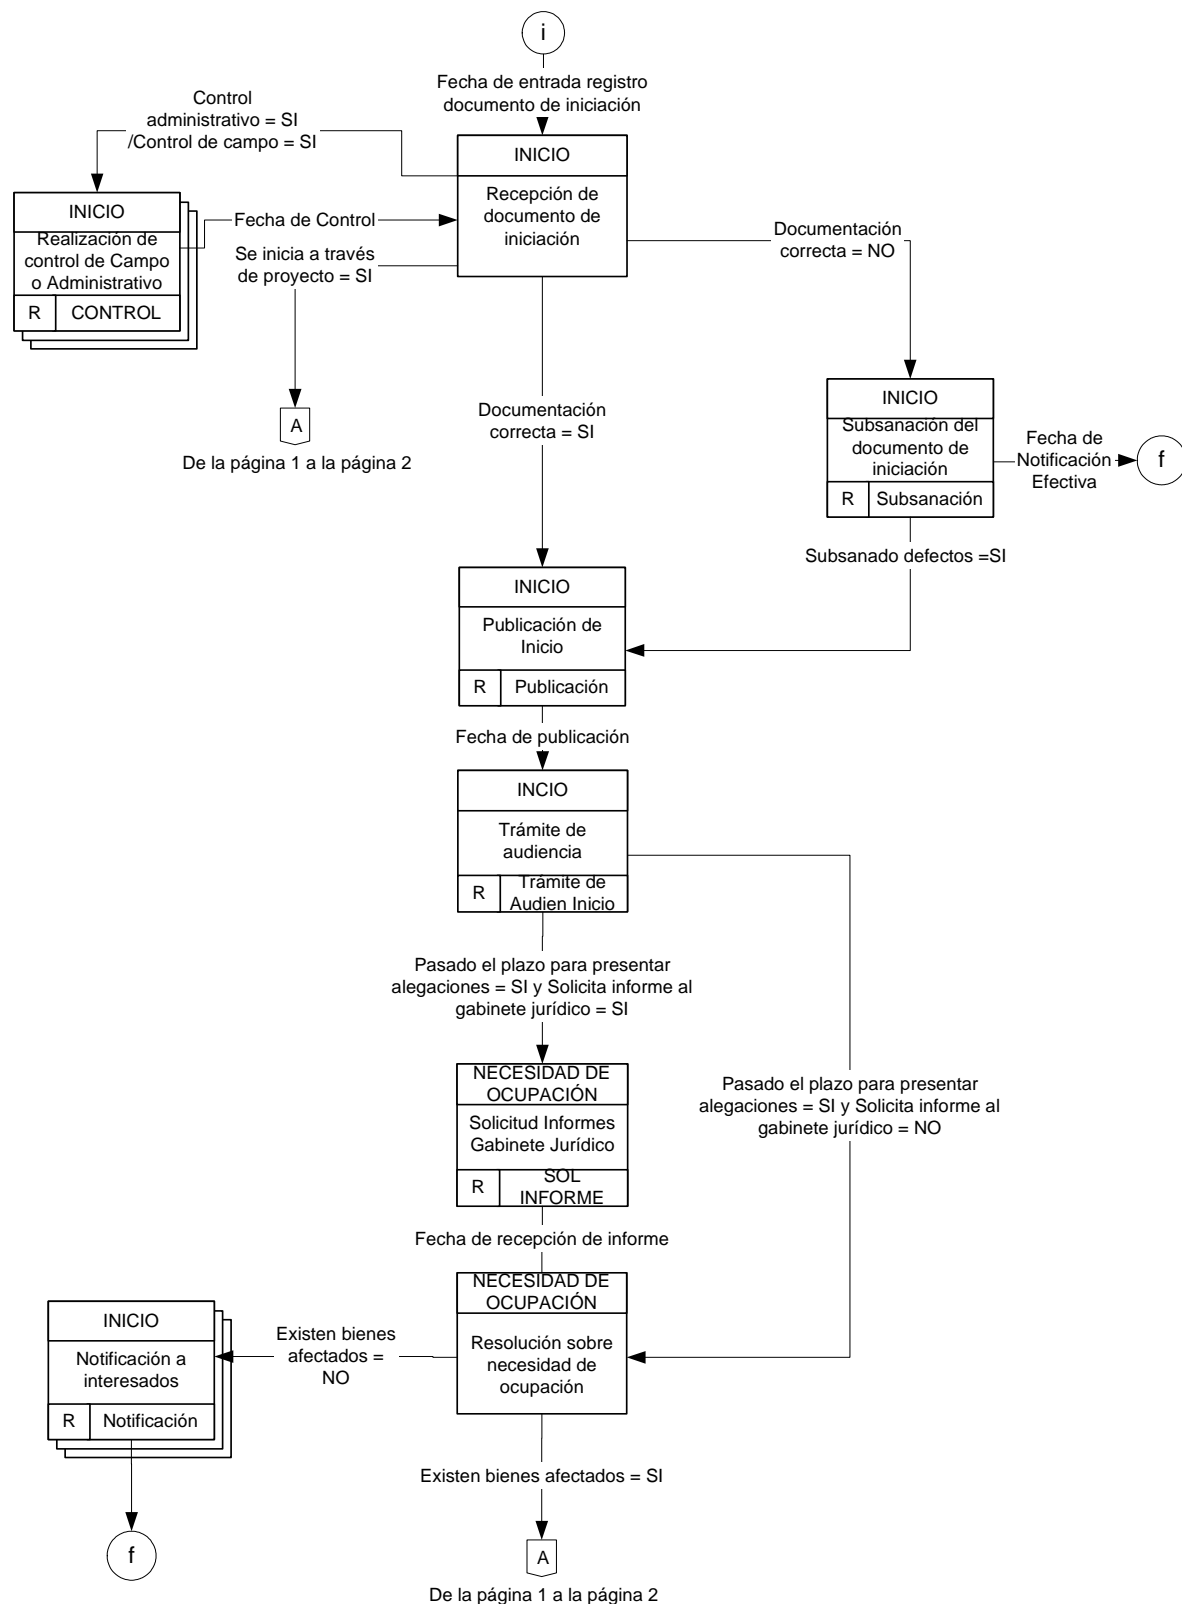 i
Fecha de entrada registro
documento de iniciación
Control
administrativo = SI
/Control de campo = SI
INICIO
Recepción de
documento de
iniciación
INICIO
Realización de
control de Campo
o Administrativo
R
CONTROL
Fecha de Control
Se inicia a través
de proyecto = SI
Documentación
correcta = NO
A
De la página 1 a la página 2
Documentación
correcta = SI
INICIO
Subsanación del
documento de
iniciación
R
Subsanación
Fecha de
Notificación
Efectiva
f
Subsanado defectos =SI
INICIO
Publicación de
Inicio
R
Publicación
Fecha de publicación
INCIO
Trámite de
audiencia
R
Trámite de
Audien Inicio
Pasado el plazo para presentar
alegaciones = SI y Solicita informe al
gabinete jurídico = SI
NECESIDAD DE
OCUPACIÓN
Solicitud Informes
Gabinete Jurídico
R
SOL
INFORME
Pasado el plazo para presentar
alegaciones = SI y Solicita informe al
gabinete jurídico = NO
Fecha de recepción de informe
NECESIDAD DE
OCUPACIÓN
Resolución sobre
necesidad de
ocupación
Existen bienes
afectados =
NO
INICIO
Notificación a
interesados
R
Notificación
f
Existen bienes afectados = SI
A
De la página 1 a la página 2